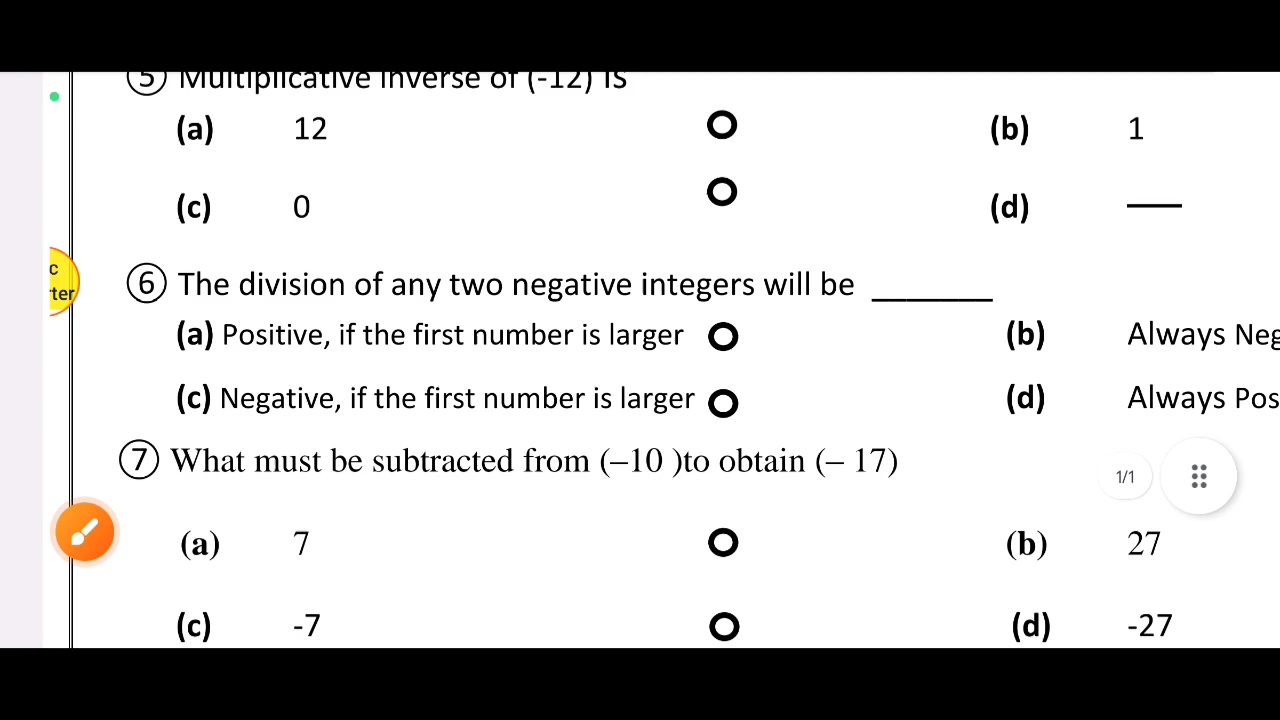 5 Multiplicative inverse of (-12) is
(a) 12 (b) 1
(c) 0 (d)
6 The division of any two negative integers will be _______
(a) Positive, if the first number is larger (b) Always Neg
(c) Negative, if the first number is larger (d) Always Pos
7 What must be subtracted from (–10 )to obtain (– 17)
1/1
(a) 7 (b) 27
(c) -7 (d) -27